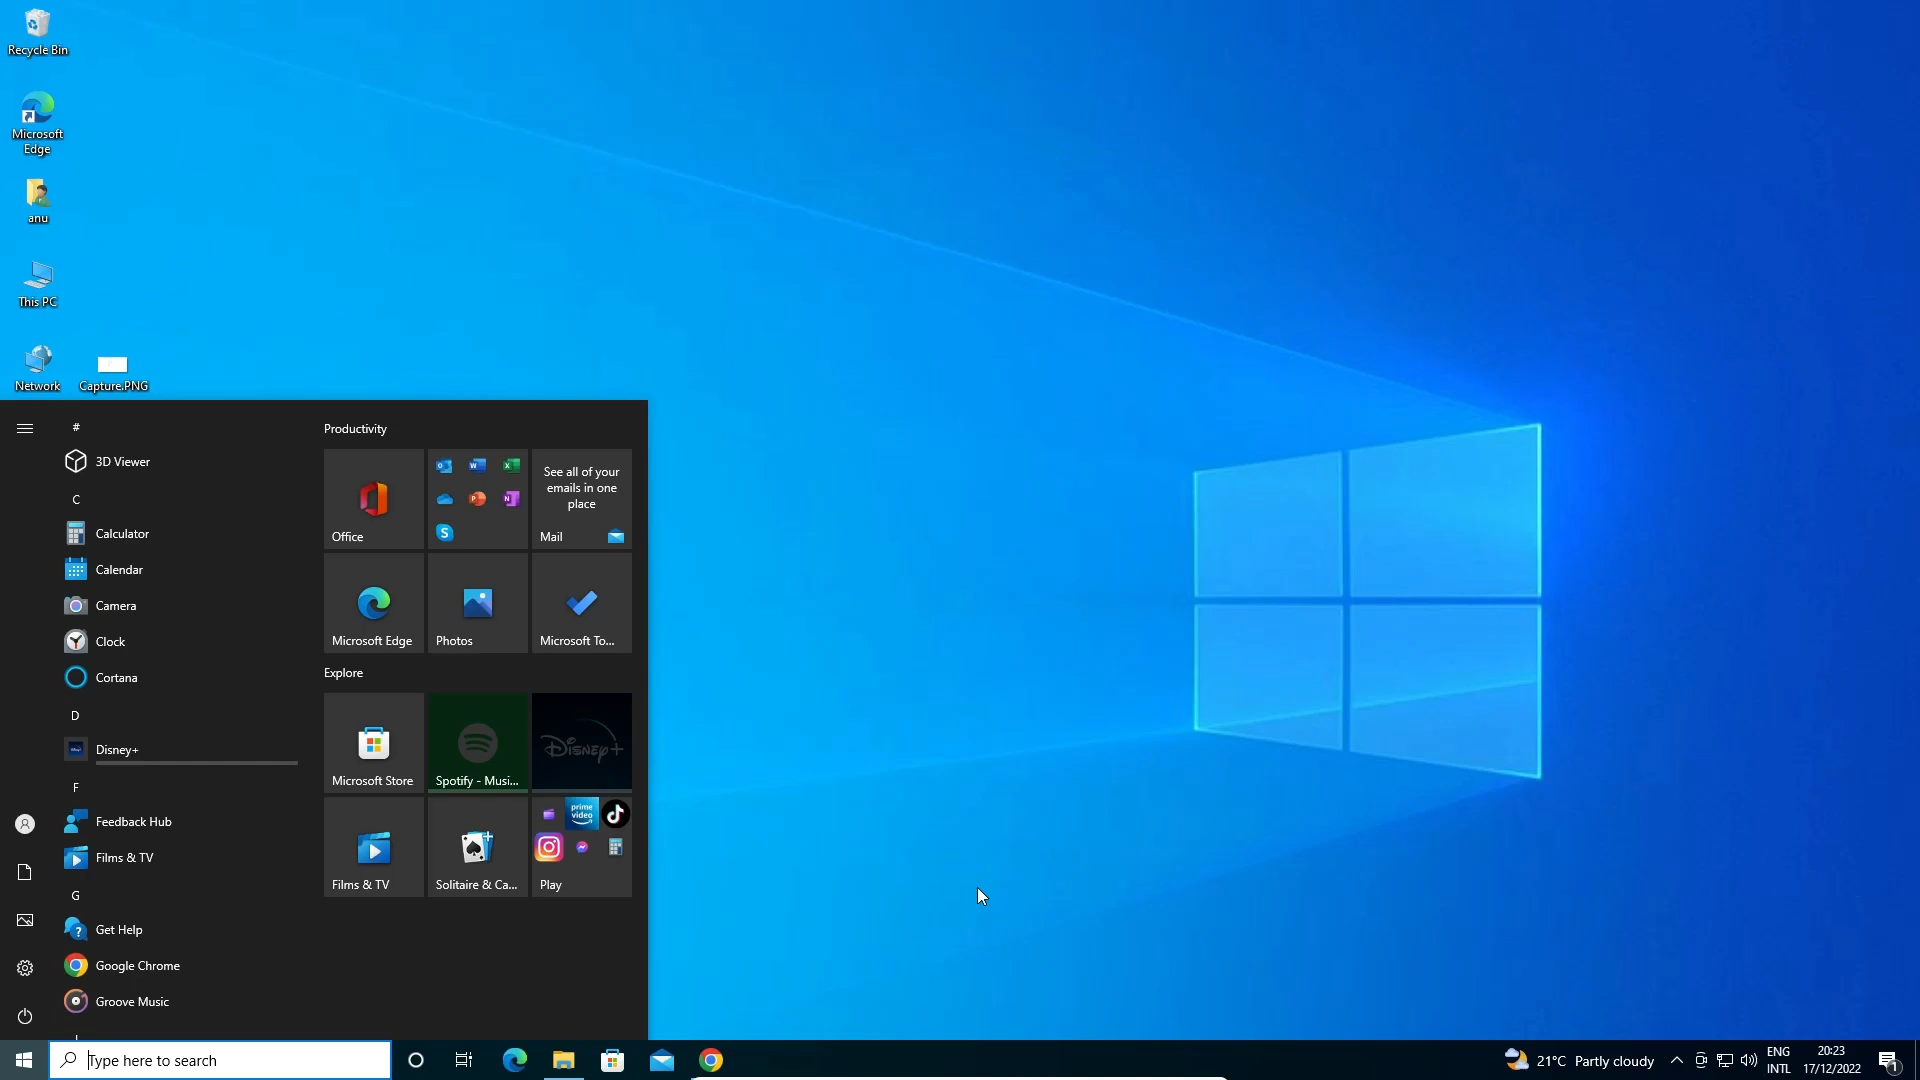 Recycle Bin
Microsoft
Edge
anu
This PC
Network
Capture.PNG
#
3D Viewer
C
Calculator
Calendar
Camera
Clock
Cortana
D
Disney+
F
Feedback Hub
Films & TV
G
Get Help
Google Chrome
Groove Music
Productivity
Office
See all of your
emails in one
place
Mail
Microsoft Edge
Photos
Microsoft To...
Explore
Microsoft Store
Spotify - Musi...
Disney+
Films & TV
Solitaire & Ca...
prime
video
Play
Type here to search
21°C Partly cloudy
ENG
INTL
20:23
17/12/2022
1